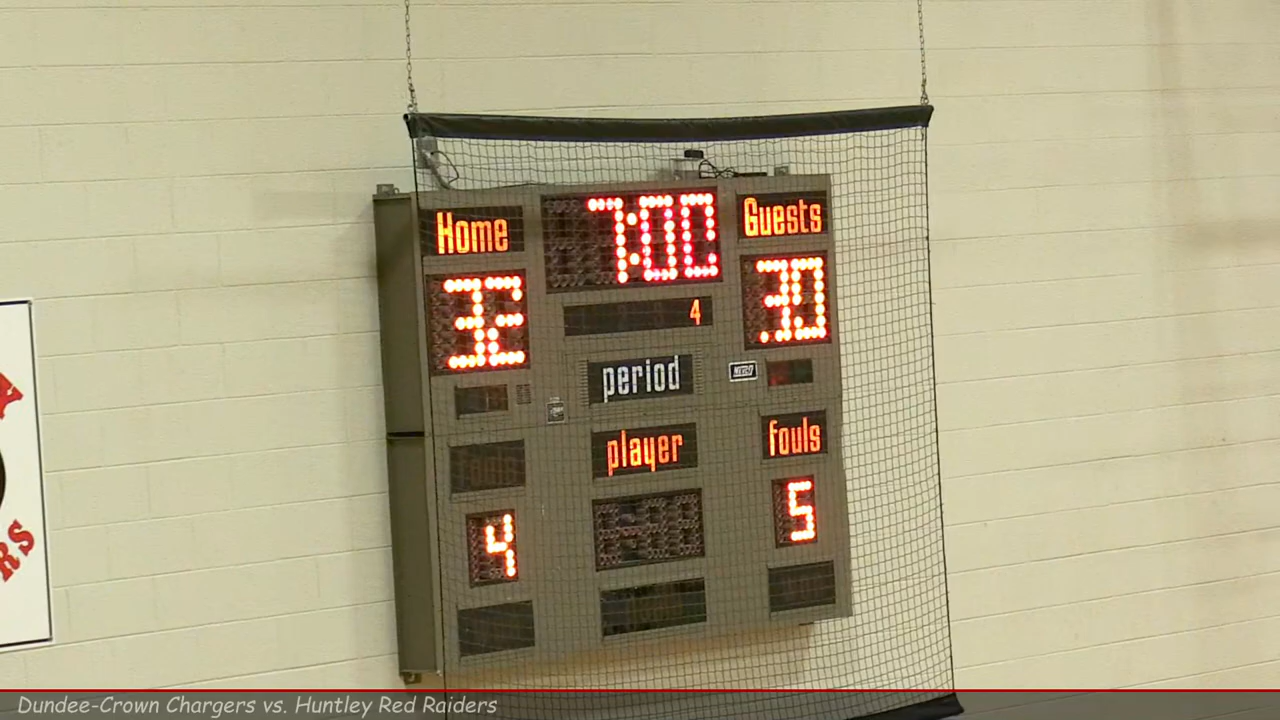 Home 7:00 Guests
32 30
4
period
player fouls
4 5
RS
Dundee-Crown Chargers vs. Huntley Red Raiders